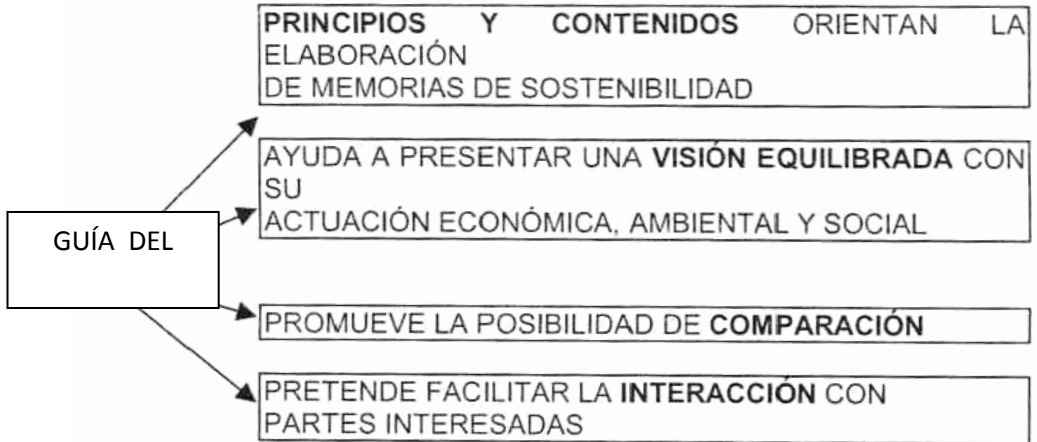 PRINCIPIOS Y CONTENIDOS ORIENTAN LA
ELABORACIÓN
DE MEMORIAS DE SOSTENIBILIDAD
AYUDA A PRESENTAR UNA VISIÓN EQUILIBRADA CON
SU
ACTUACIÓN ECONÓMICA, AMBIENTAL Y SOCIAL
GUÍA DEL
PROMUEVE LA POSIBILIDAD DE COMPARACIÓN
PRETENDE FACILITAR LA INTERACCIÓN CON
PARTES INTERESADAS